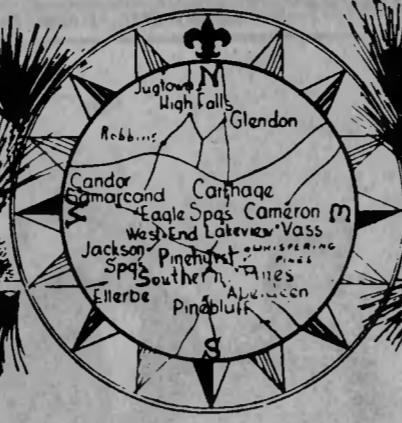 N
Jugtown
High Falls
Robbins
Glendon
Candor
Samarcand
Carthage
W
Eagle Spgs Cameron
E
West End Lakeview Vass
Jackson
Spgs
Pinehurst WHISPERING
PINES
Southern Pines
Ellerbe
Aberdeen
Pinebluff
S